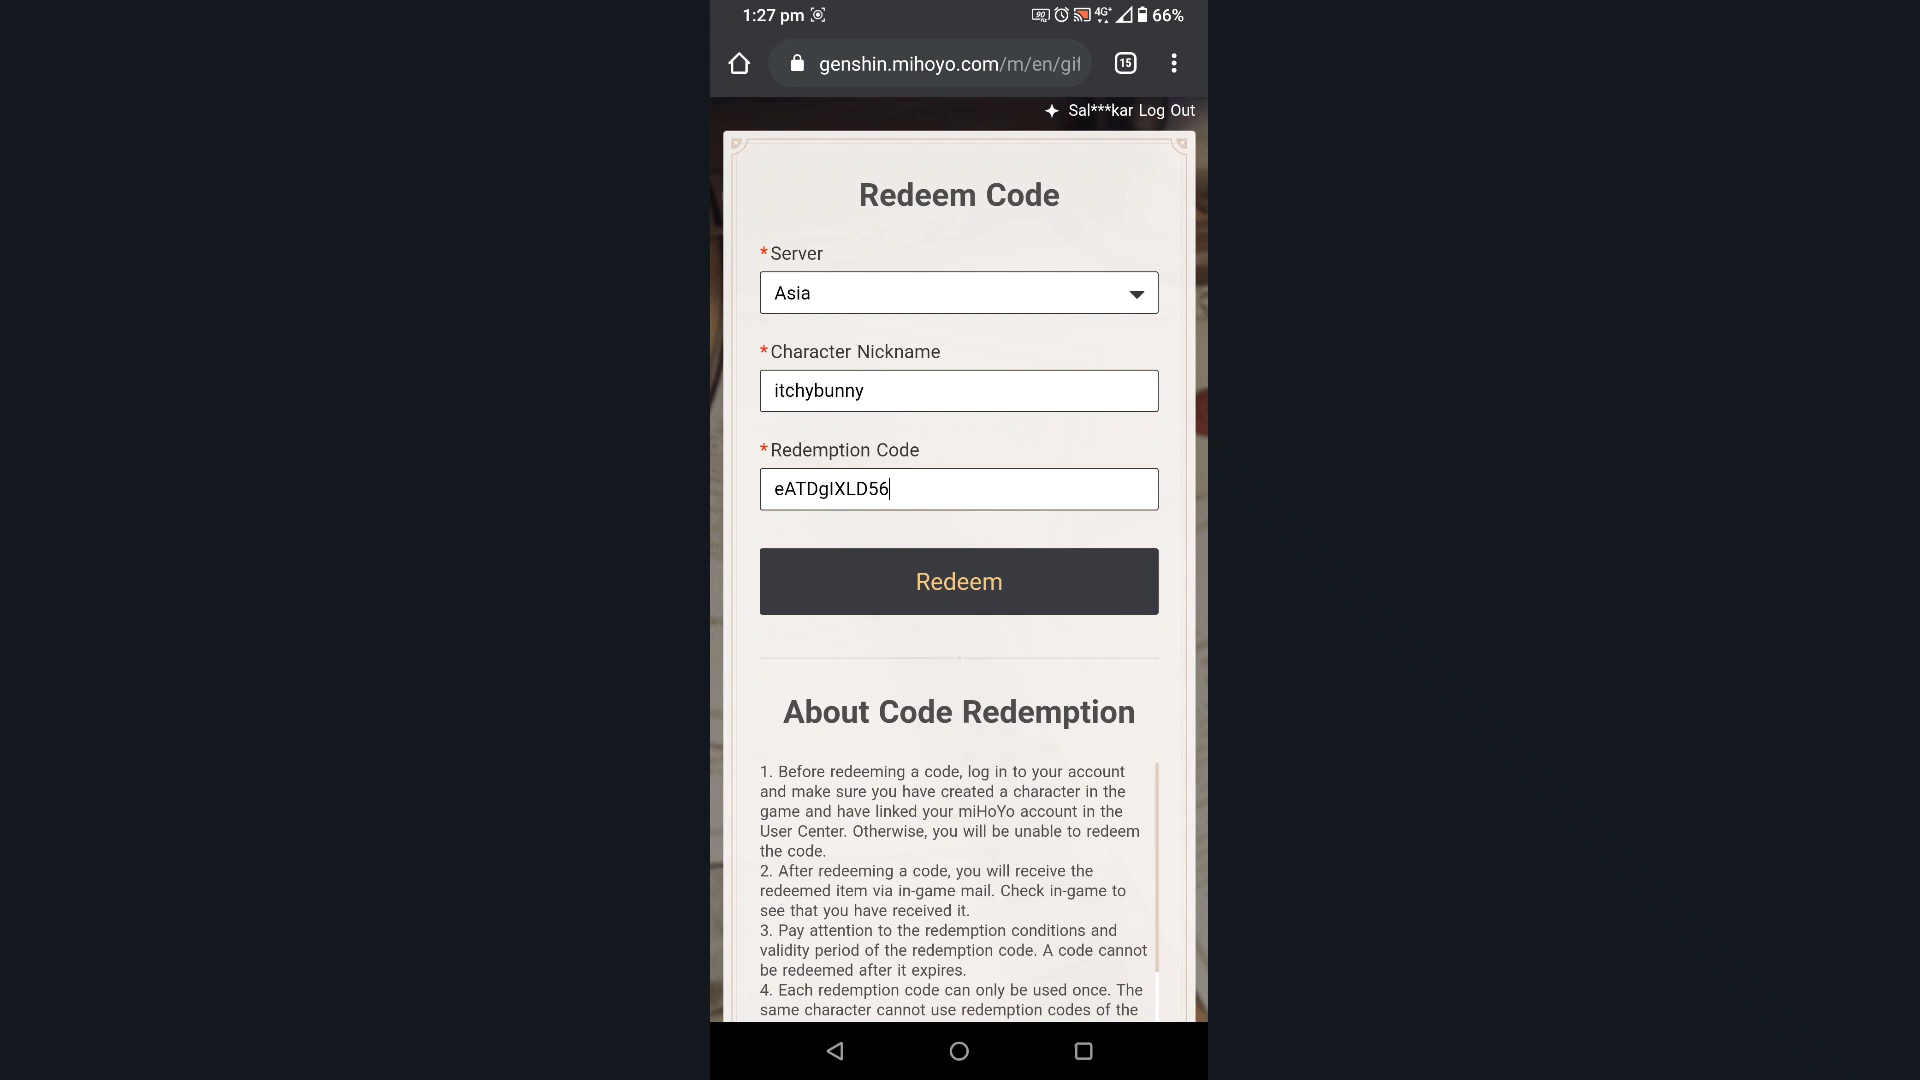 1:27 pm 90Hz 4G+ 66%
genshin.mihoyo.com/m/en/gif 15
Sal***kar Log Out
Redeem Code
*Server
Asia
*Character Nickname
itchybunny
*Redemption Code
eATDgIXLD56
Redeem
About Code Redemption
1. Before redeeming a code, log in to your account
and make sure you have created a character in the
game and have linked your miHoYo account in the
User Center. Otherwise, you will be unable to redeem
the code.
2. After redeeming a code, you will receive the
redeemed item via in-game mail. Check in-game to
see that you have received it.
3. Pay attention to the redemption conditions and
validity period of the redemption code. A code cannot
be redeemed after it expires.
4. Each redemption code can only be used once. The
same character cannot use redemption codes of the